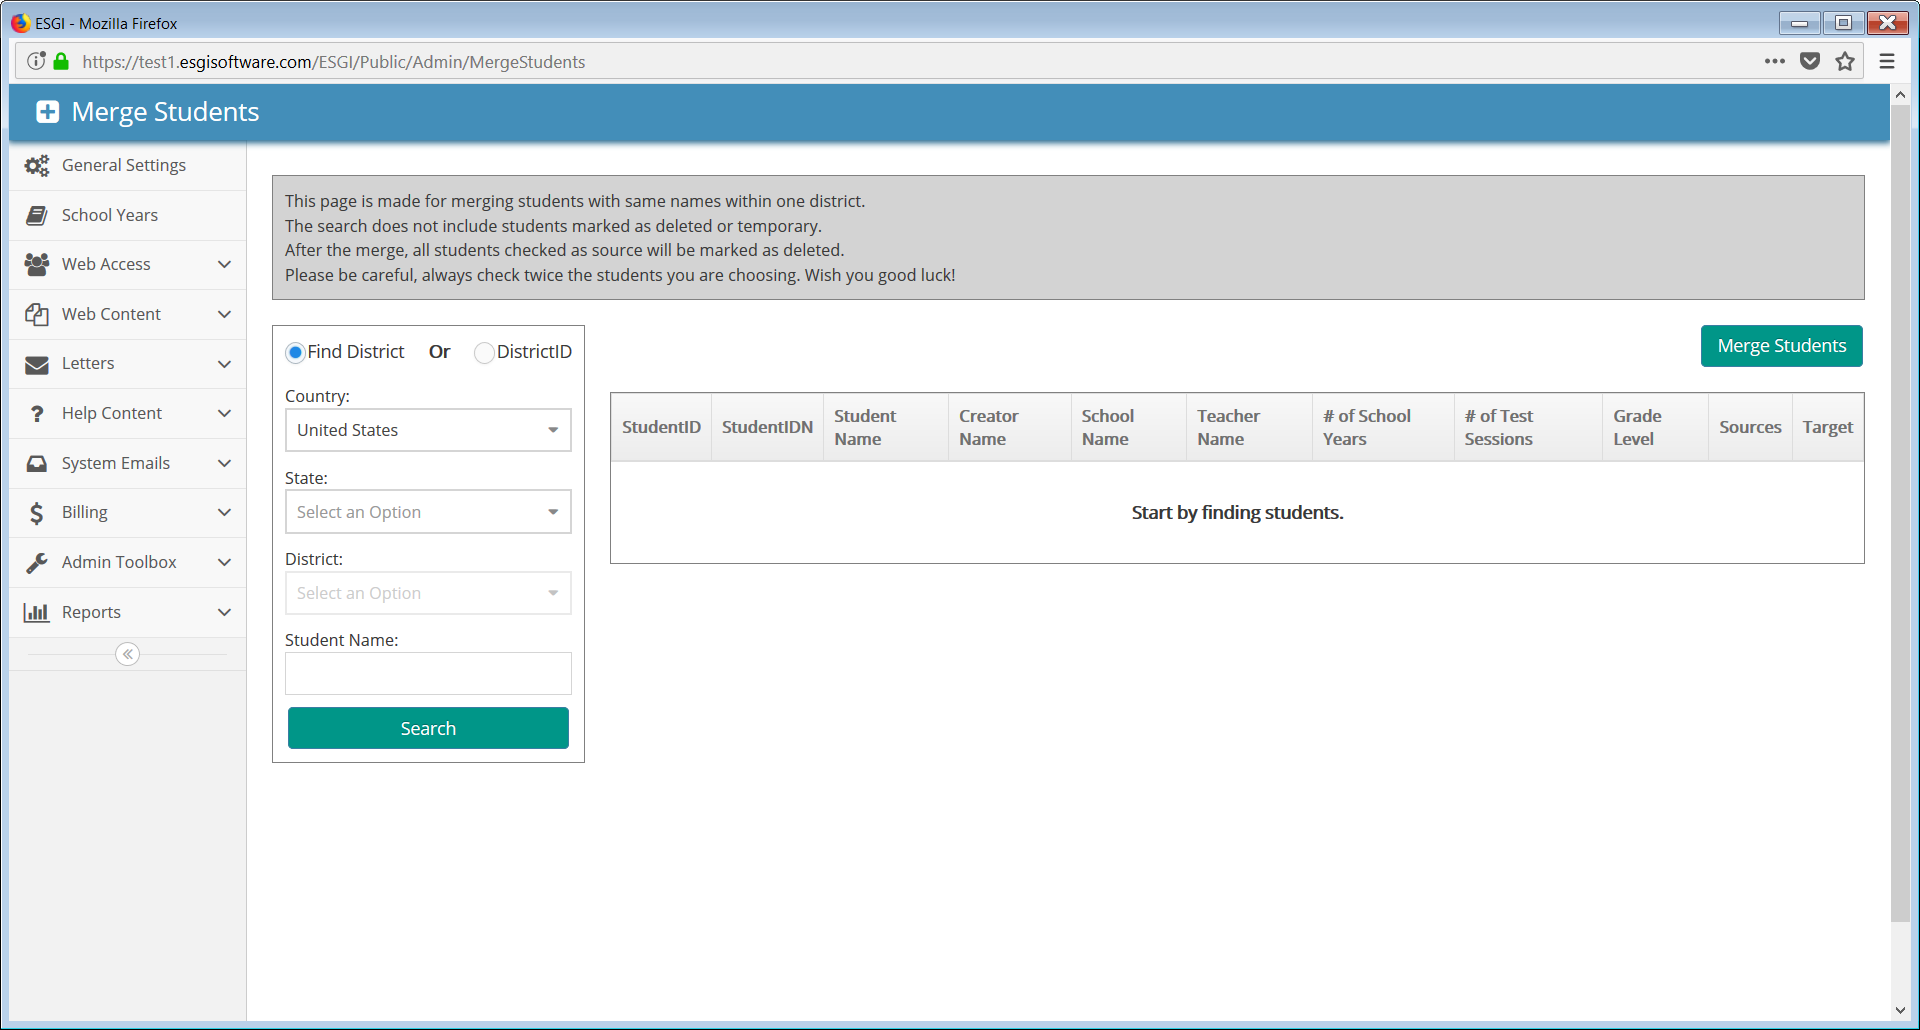 ESGI - Mozilla Firefox
https://test1.esgisoftware.com/ESGI/Public/Admin/MergeStudents
Merge Students
General Settings
School Years
Web Access
Web Content
Letters
Help Content
System Emails
Billing
Admin Toolbox
Reports
This page is made for merging students with same names within one district.
The search does not include students marked as deleted or temporary.
After the merge, all students checked as source will be marked as deleted.
Please be careful, always check twice the students you are choosing. Wish you good luck!
Find District Or DistrictID
Country:
United States
State:
Select an Option
District:
Select an Option
Student Name:
Search
Merge Students
StudentID StudentIDN Student Name Creator Name School Name Teacher Name # of School Years # of Test Sessions Grade Level Sources Target
Start by finding students.